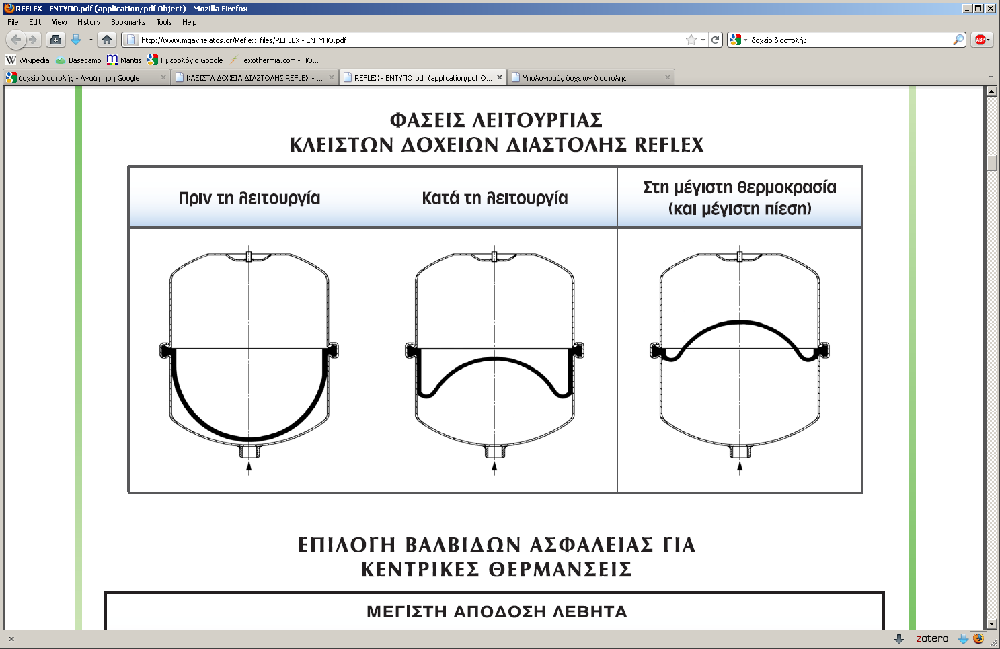 REFLEX - ΕΝΤΥΠΟ.pdf (application/pdf Object) - Mozilla Firefox
File Edit View History Bookmarks Tools Help
http://www.mgavrielatos.gr/Reflex_files/REFLEX - ΕΝΤΥΠΟ.pdf
δοχείο διαστολής
ABP
W Wikipedia Basecamp m Mantis Ημερολόγιο Google exothermia.com - HO...
δοχείο διαστολής - Αναζήτηση Google
ΚΛΕΙΣΤΑ ΔΟΧΕΙΑ ΔΙΑΣΤΟΛΗΣ REFLEX - ...
REFLEX - ΕΝΤΥΠΟ.pdf (application/pdf O...
Υπολογισμός δοχείων διαστολής
ΦΑΣΕΙΣ ΛΕΙΤΟΥΡΓΙΑΣ
ΚΛΕΙΣΤΩΝ ΔΟΧΕΙΩΝ ΔΙΑΣΤΟΛΗΣ REFLEX
Πριν τη λειτουργία
Κατά τη λειτουργία
Στη μέγιστη θερμοκρασία
(και μέγιστη πίεση)
ΕΠΙΛΟΓΗ ΒΑΛΒΙΔΩΝ ΑΣΦΑΛΕΙΑΣ ΓΙΑ
ΚΕΝΤΡΙΚΕΣ ΘΕΡΜΑΝΣΕΙΣ
ΜΕΓΙΣΤΗ ΑΠΟΔΟΣΗ ΛΕΒΗΤΑ
zotero